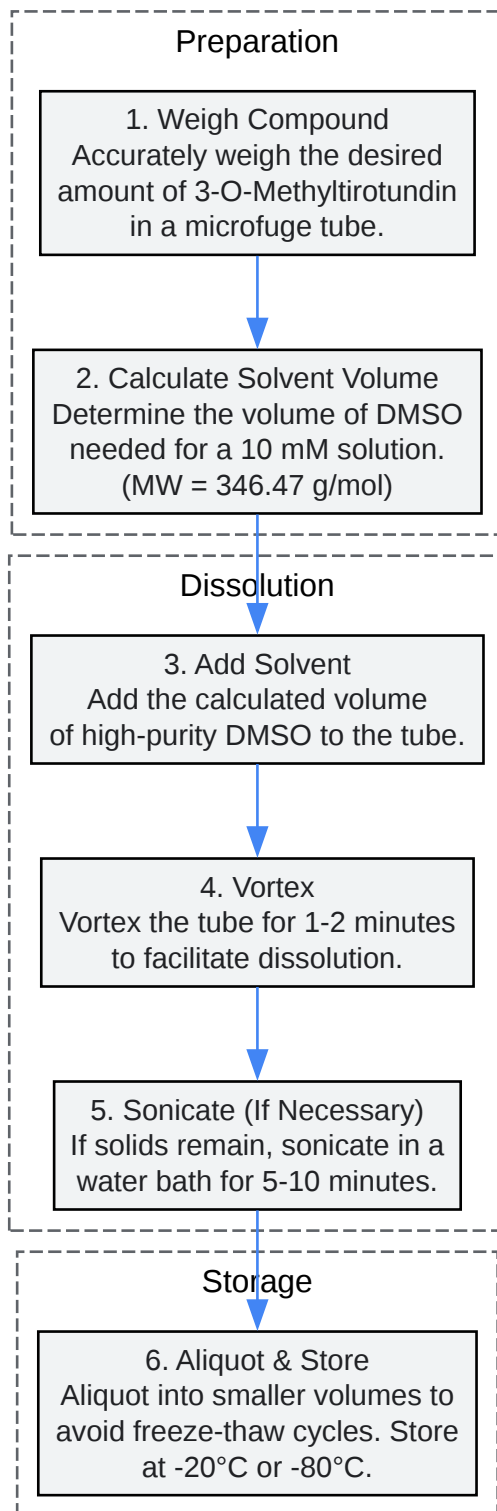 Preparation
1. Weigh Compound
Accurately weigh the desired
amount of 3-O-Methyltirotundin
in a microfuge tube.
2. Calculate Solvent Volume
Determine the volume of DMSO
needed for a 10 mM solution.
(MW = 346.47 g/mol)
Dissolution
3. Add Solvent
Add the calculated volume
of high-purity DMSO to the tube.
4. Vortex
Vortex the tube for 1-2 minutes
to facilitate dissolution.
5. Sonicate (If Necessary)
If solids remain, sonicate in a
water bath for 5-10 minutes.
Storage
6. Aliquot & Store
Aliquot into smaller volumes to
avoid freeze-thaw cycles. Store
at -20°C or -80°C.